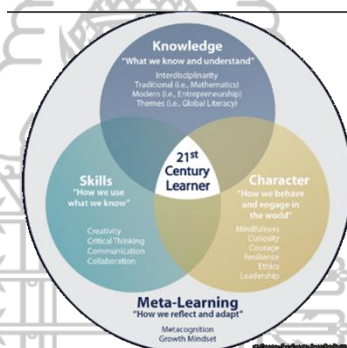 Knowledge
"What we know and understand"
Interdisciplinarity
Traditional (i.e., Mathematics)
Modern (i.e., Entrepreneurship)
Themes (i.e., Global Literacy)
21st
Century
Learner
Skills
"How we use
what we know"
Creativity
Critical Thinking
Communication
Collaboration
Character
"How we behave
and engage in
the world"
Mindfulness
Curiosity
Courage
Resilience
Ethics
Leadership
Meta-Learning
"How we reflect and adapt"
Metacognition
Growth Mindset